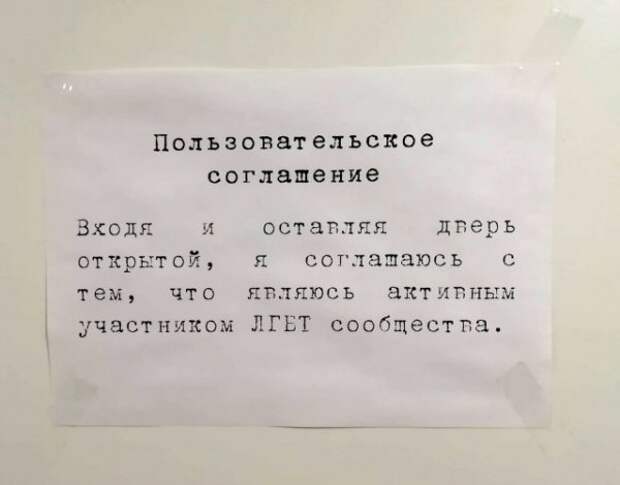 Пользовательское
соглашение
Входя и оставляя дверь
открытой, я соглашаюсь с
тем, что являюсь активным
участником ЛГБТ сообщества.